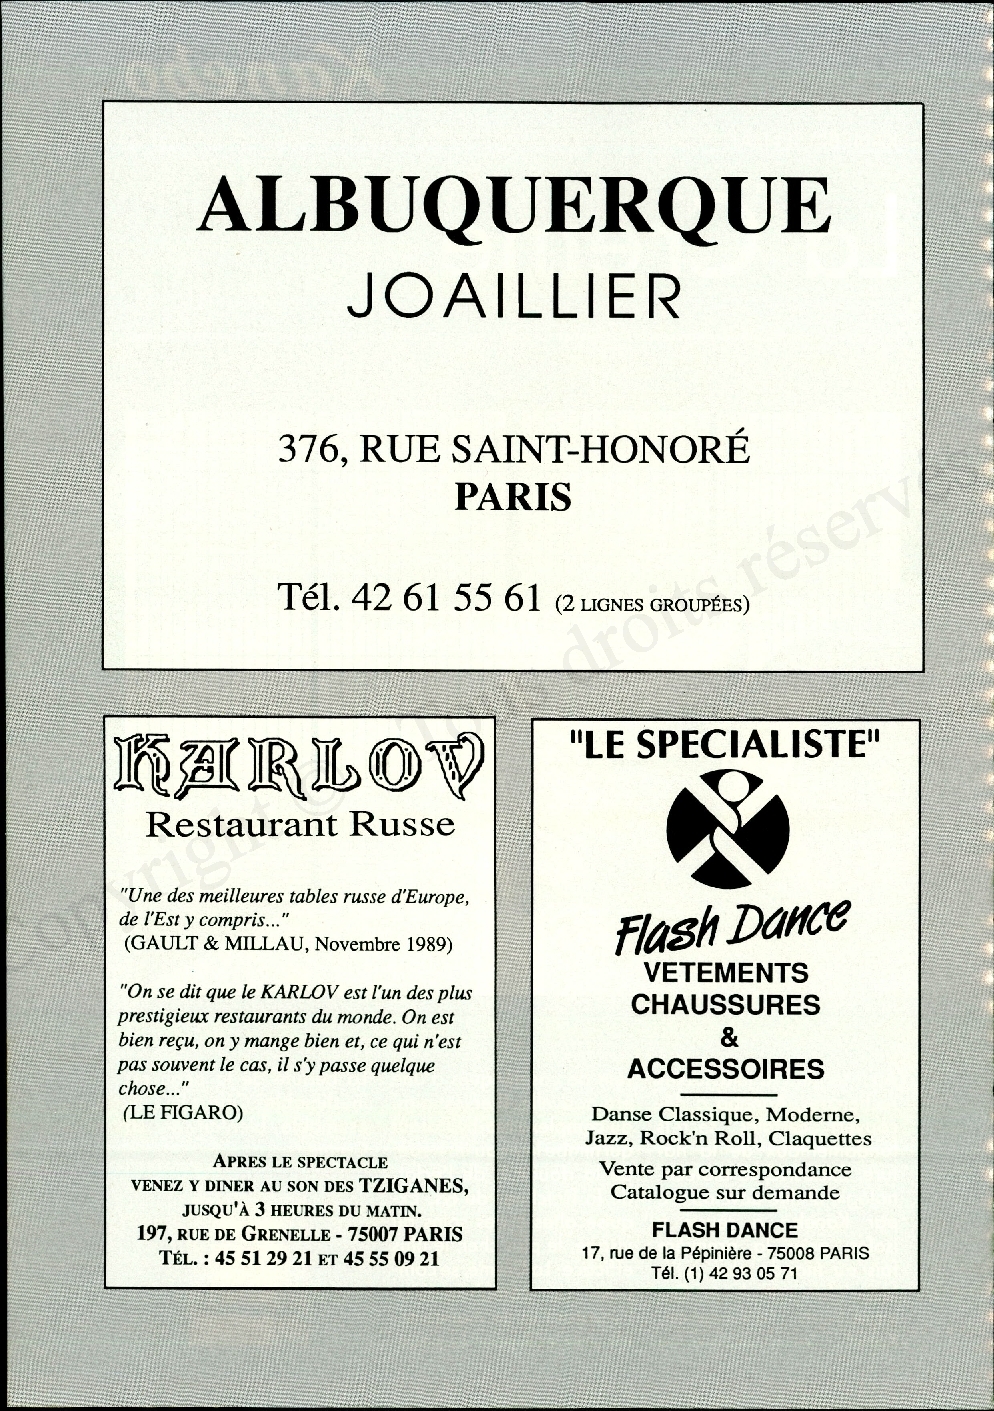 ALBUQUERQUE
JOAILLIER
376, RUE SAINT-HONORÉ
PARIS
Tél. 42 61 55 61 (2 LIGNES GROUPÉES)
KARLOV
Restaurant Russe
"Une des meilleures tables russe d'Europe,
de l'Est y compris..."
(GAULT & MILLAU, Novembre 1989)
"On se dit que le KARLOV est l'un des plus
prestigieux restaurants du monde. On est
bien reçu, on y mange bien et, ce qui n'est
pas souvent le cas, il s'y passe quelque
chose..."
(LE FIGARO)
APRES LE SPECTACLE
VENEZ Y DINER AU SON DES TZIGANES,
JUSQU'À 3 HEURES DU MATIN.
197, RUE DE GRENELLE - 75007 PARIS
TÉL. : 45 51 29 21 ET 45 55 09 21
"LE SPECIALISTE"
Flash Dance
VETEMENTS
CHAUSSURES
&
ACCESSOIRES
Danse Classique, Moderne,
Jazz, Rock'n Roll, Claquettes
Vente par correspondance
Catalogue sur demande
FLASH DANCE
17, rue de la Pépinière - 75008 PARIS
Tél. (1) 42 93 05 71
opyright © Tous droits réserv